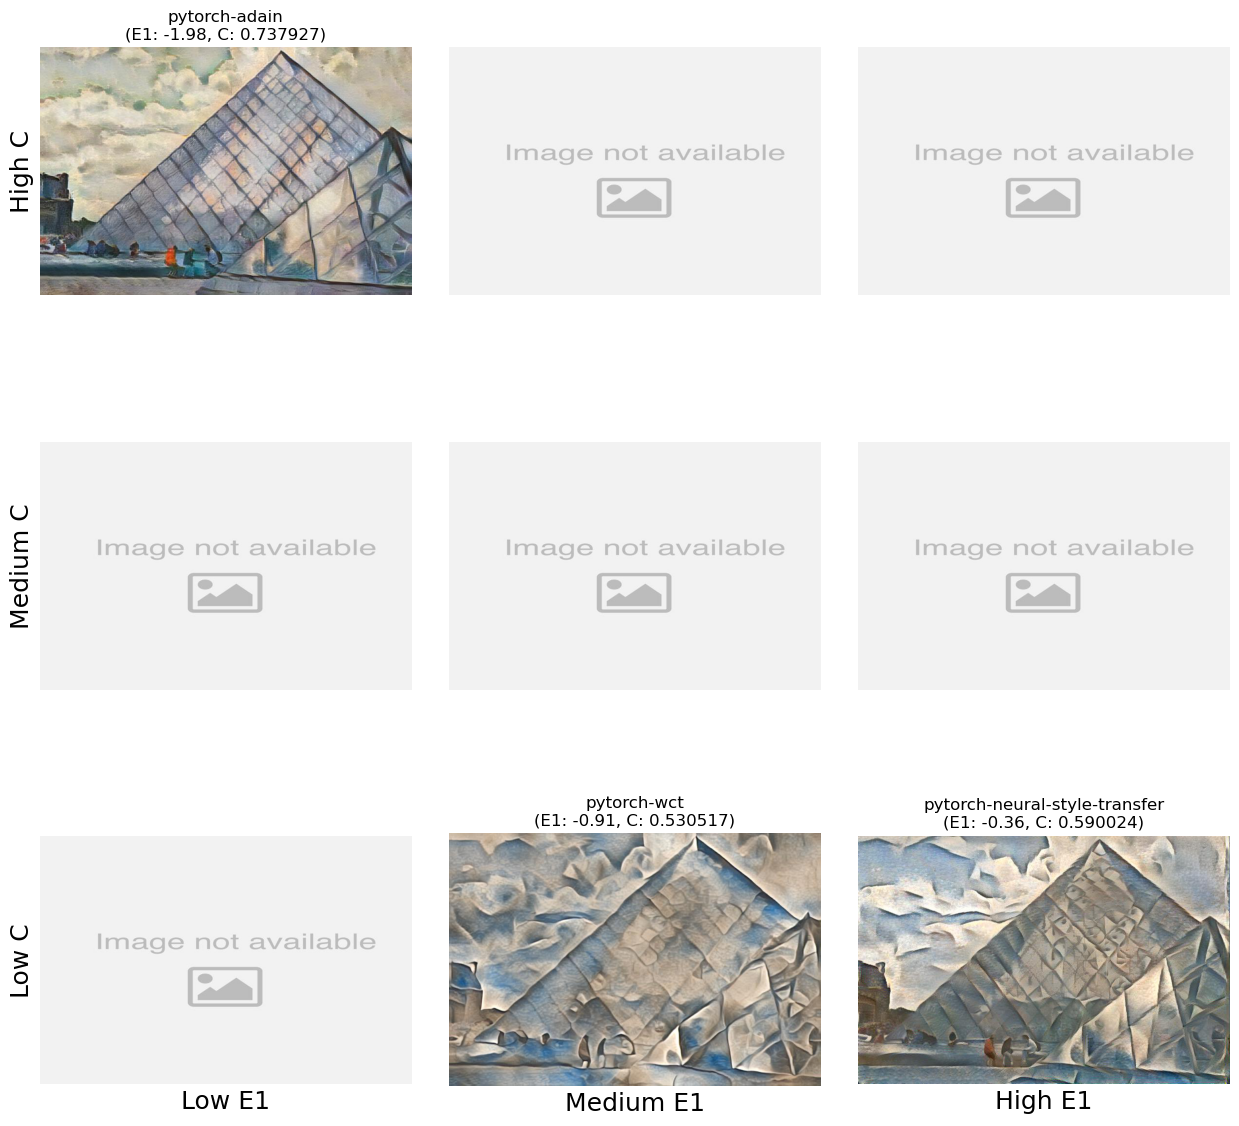 pytorch-adain
(E1: -1.98, C: 0.737927)
High C
Image not available
Image not available
Medium C
Image not available
Image not available
Image not available
pytorch-wct
(E1: -0.91, C: 0.530517)
pytorch-neural-style-transfer
(E1: -0.36, C: 0.590024)
Low C
Image not available
Low E1
Medium E1
High E1